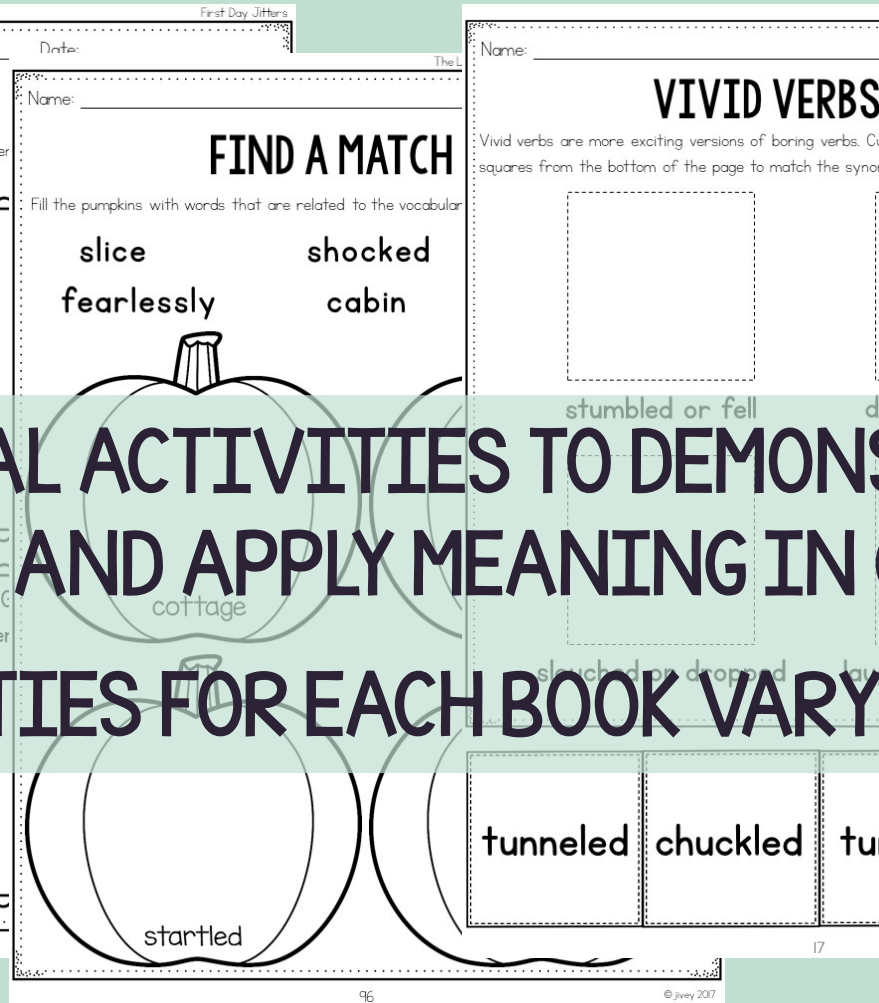 First Day Jitters
Date:
The L
Name:
FIND A MATCH
Fill the pumpkins with words that are related to the vocabular
slice shocked
fearlessly cabin
cottage
startled
96
© jivey 2017
Name:
VIVID VERBS
Vivid verbs are more exciting versions of boring verbs. Cu
squares from the bottom of the page to match the synon
stumbled or fell
slouched or dropped
tunneled chuckled
17
AL ACTIVITIES TO DEMONS
AND APPLY MEANING IN
TIES FOR EACH BOOK VARY